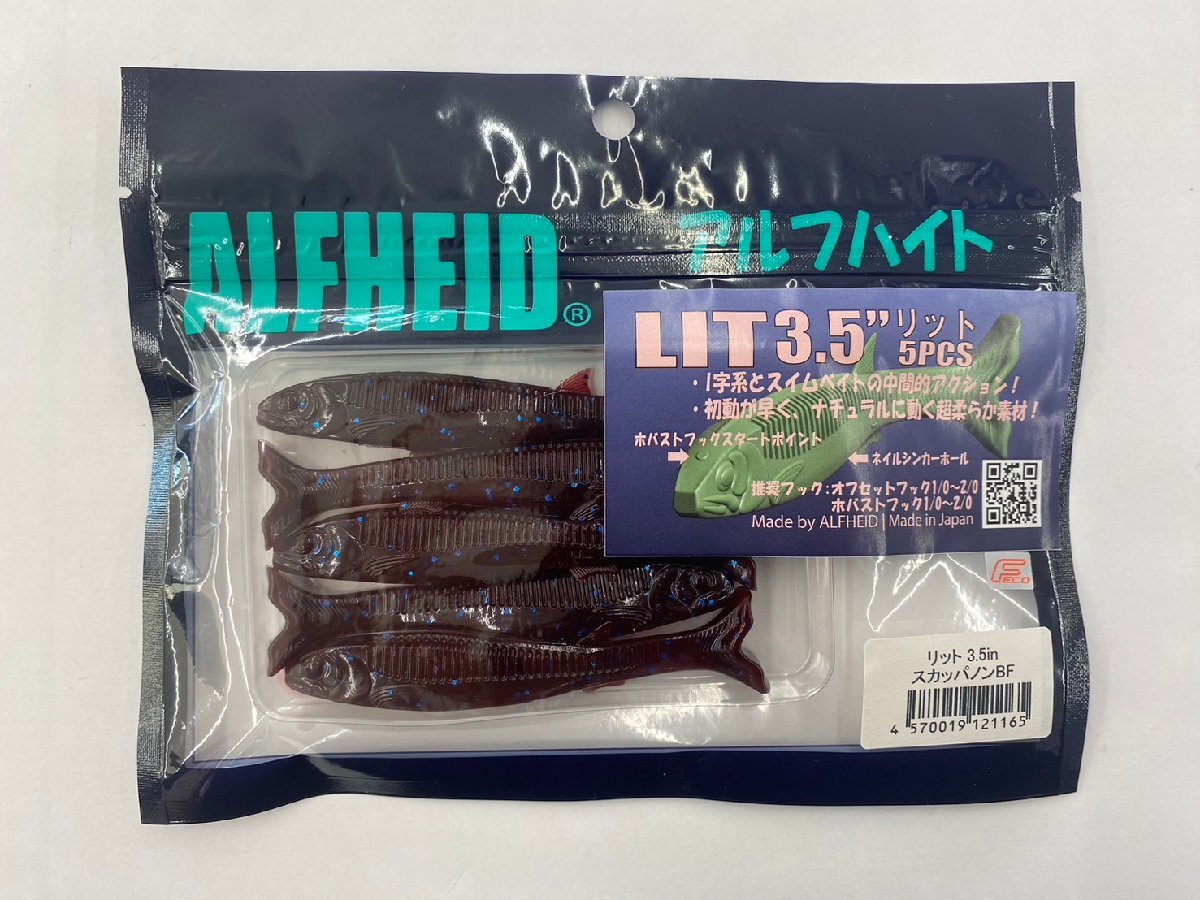 ALFHEID®
アルフハイト
LIT 3.5” リット
5PCS
・I字系とスイムベイトの中間的アクション!
・初動が早く、ナチュラルに動く超柔らか素材!
ホバストフックスタートポイント
ネイルシンカーホール
推奨フック:オフセットフック1/0~2/0
ホバストフック1/0~2/0
Made by ALFHEID | Made in Japan
FECO
リット 3.5in
スカッパノンBF
4 570019 121165